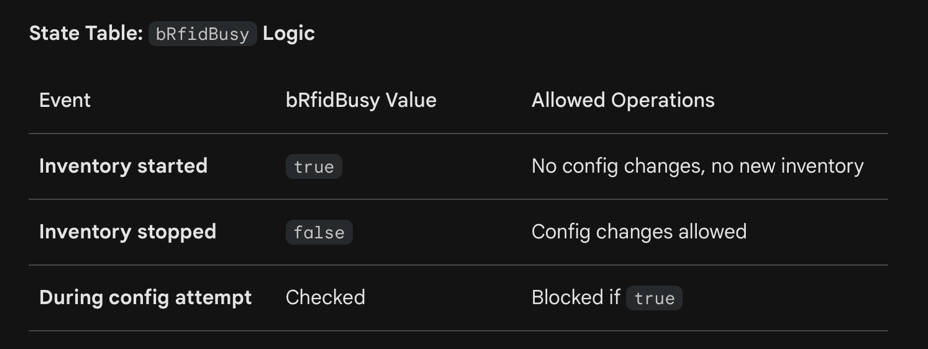 State Table: bRfidBusy Logic
Event bRfidBusy Value Allowed Operations
Inventory started true No config changes, no new inventory
Inventory stopped false Config changes allowed
During config attempt Checked Blocked if true